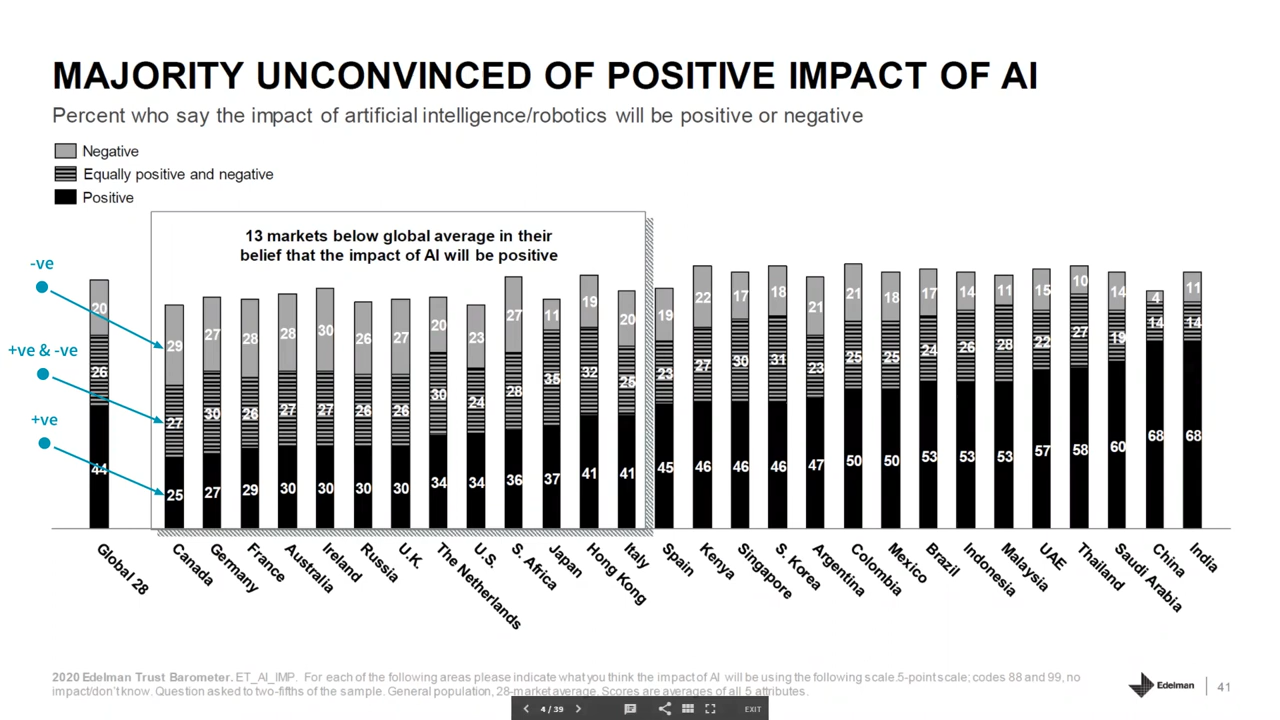 MAJORITY UNCONVINCED OF POSITIVE IMPACT OF AI
Percent who say the impact of artificial intelligence/robotics will be positive or negative
Negative
Equally positive and negative
Positive
13 markets below global average in their
belief that the impact of AI will be positive
-ve
+ve & -ve
+ve
20 29 27 28 28 30 26 27 20 23 27 11 19 20 19 22 17 18 21 21 18 17 14 11 15 10 14 4 11
26 27 30 26 27 27 26 26 30 24 28 35 32 25 23 27 30 31 23 25 25 24 26 28 22 27 19 14 14
44 25 27 29 30 30 30 30 34 34 36 37 41 41 45 46 46 46 47 50 50 53 53 53 57 58 60 68 68
Global 28
Canada
Germany
France
Australia
Ireland
Russia
U.K.
The Netherlands
U.S.
S. Africa
Japan
Hong Kong
Italy
Spain
Kenya
Singapore
S. Korea
Argentina
Colombia
Mexico
Brazil
Indonesia
Malaysia
UAE
Thailand
Saudi Arabia
China
India
2020 Edelman Trust Barometer. ET_AI_IMP. For each of the following areas please indicate what you think the impact of AI will be using the following scale.5-point scale; codes 88 and 99, no
impact/don't know. Question asked to two-fifths of the sample. General population, 28-market average. Scores are averages of all 5 attributes.
Edelman
41
4 / 39
EXIT